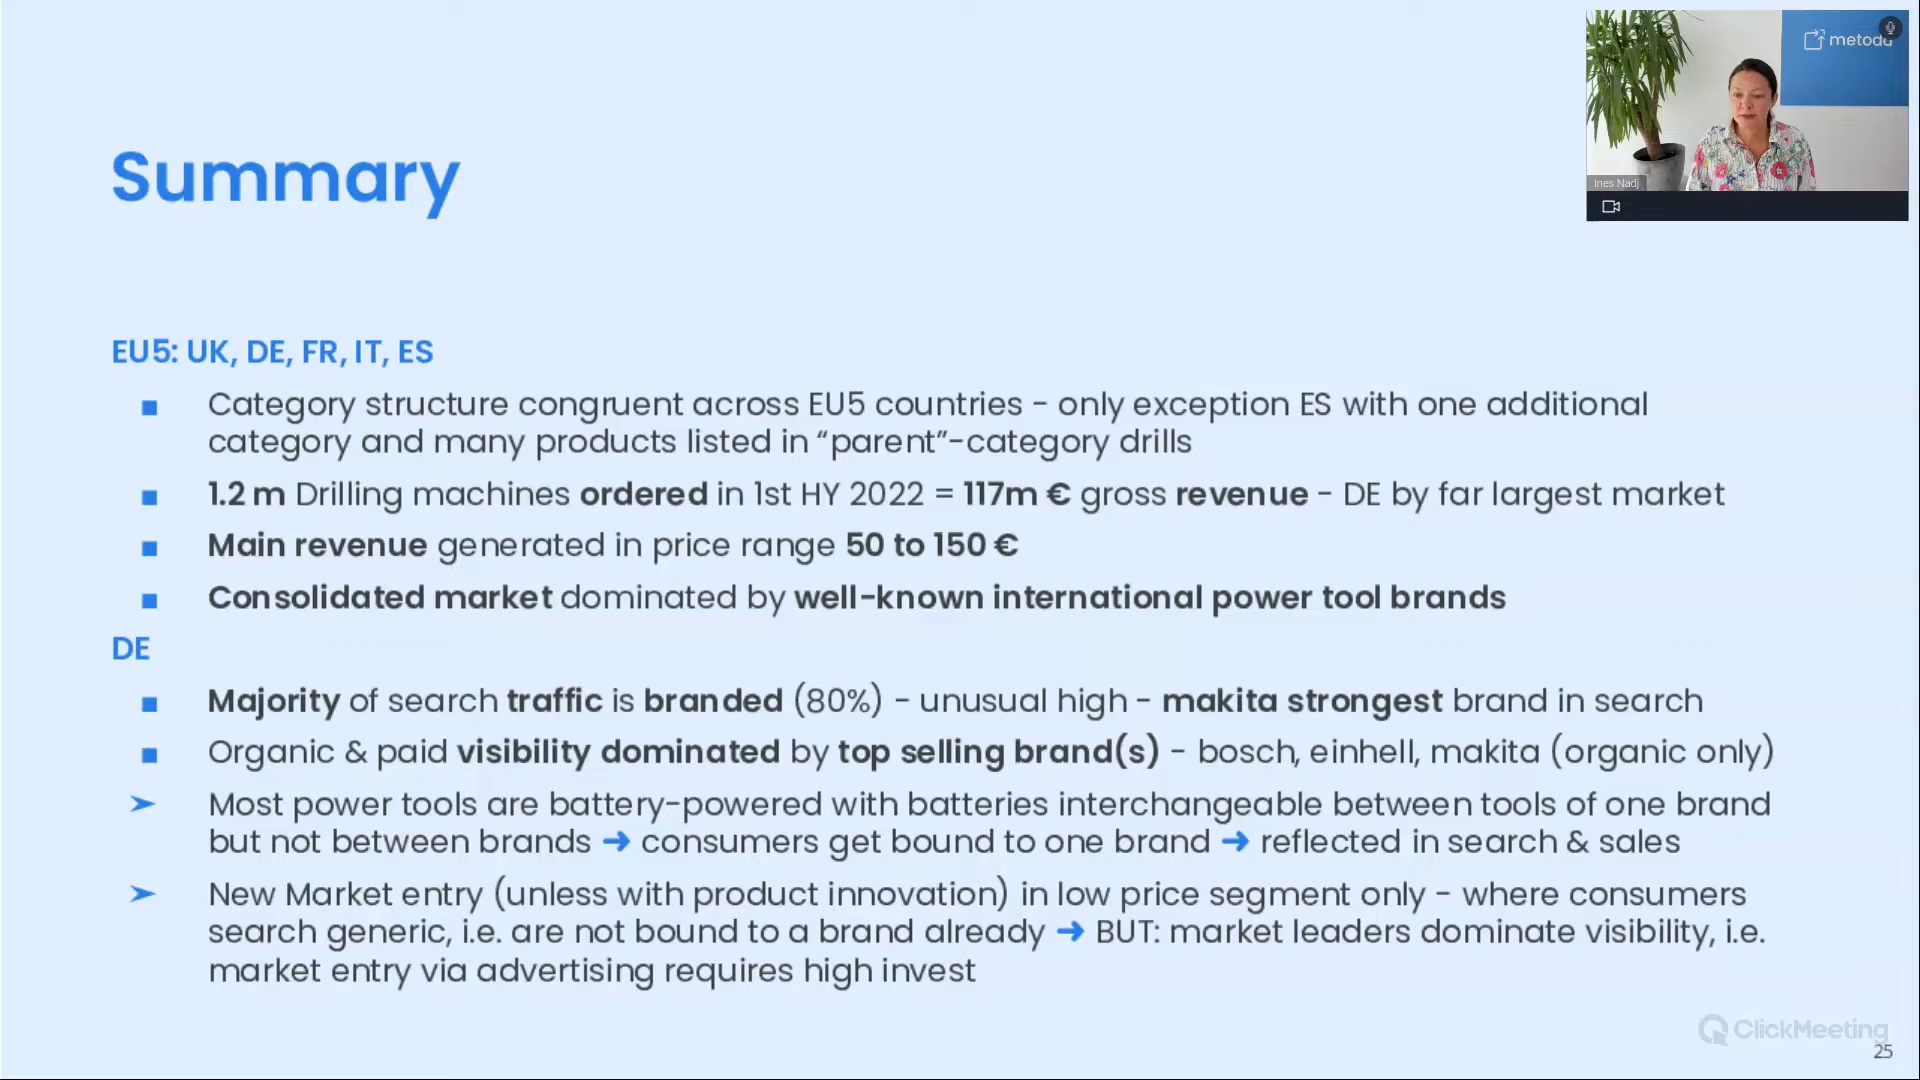 metoda
Ines Nadj
Summary
EU5: UK, DE, FR, IT, ES
■ Category structure congruent across EU5 countries - only exception ES with one additional
category and many products listed in “parent”-category drills
■ 1.2 m Drilling machines ordered in 1st HY 2022 = 117m € gross revenue - DE by far largest market
■ Main revenue generated in price range 50 to 150 €
■ Consolidated market dominated by well-known international power tool brands
DE
■ Majority of search traffic is branded (80%) - unusual high - makita strongest brand in search
■ Organic & paid visibility dominated by top selling brand(s) - bosch, einhell, makita (organic only)
➤ Most power tools are battery-powered with batteries interchangeable between tools of one brand
but not between brands ➜ consumers get bound to one brand ➜ reflected in search & sales
➤ New Market entry (unless with product innovation) in low price segment only - where consumers
search generic, i.e. are not bound to a brand already ➜ BUT: market leaders dominate visibility, i.e.
market entry via advertising requires high invest
ClickMeeting
25